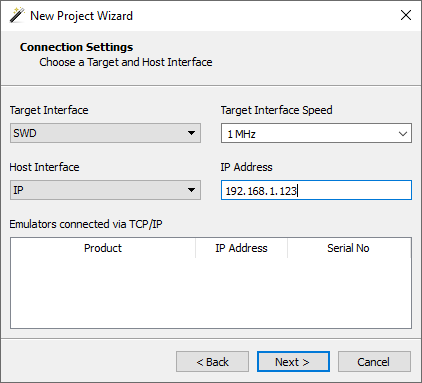 New Project Wizard
Connection Settings
Choose a Target and Host Interface
Target Interface
Target Interface Speed
SWD
1 MHz
Host Interface
IP Address
IP
192.168.1.123
Emulators connected via TCP/IP
Product IP Address Serial No
< Back Next > Cancel